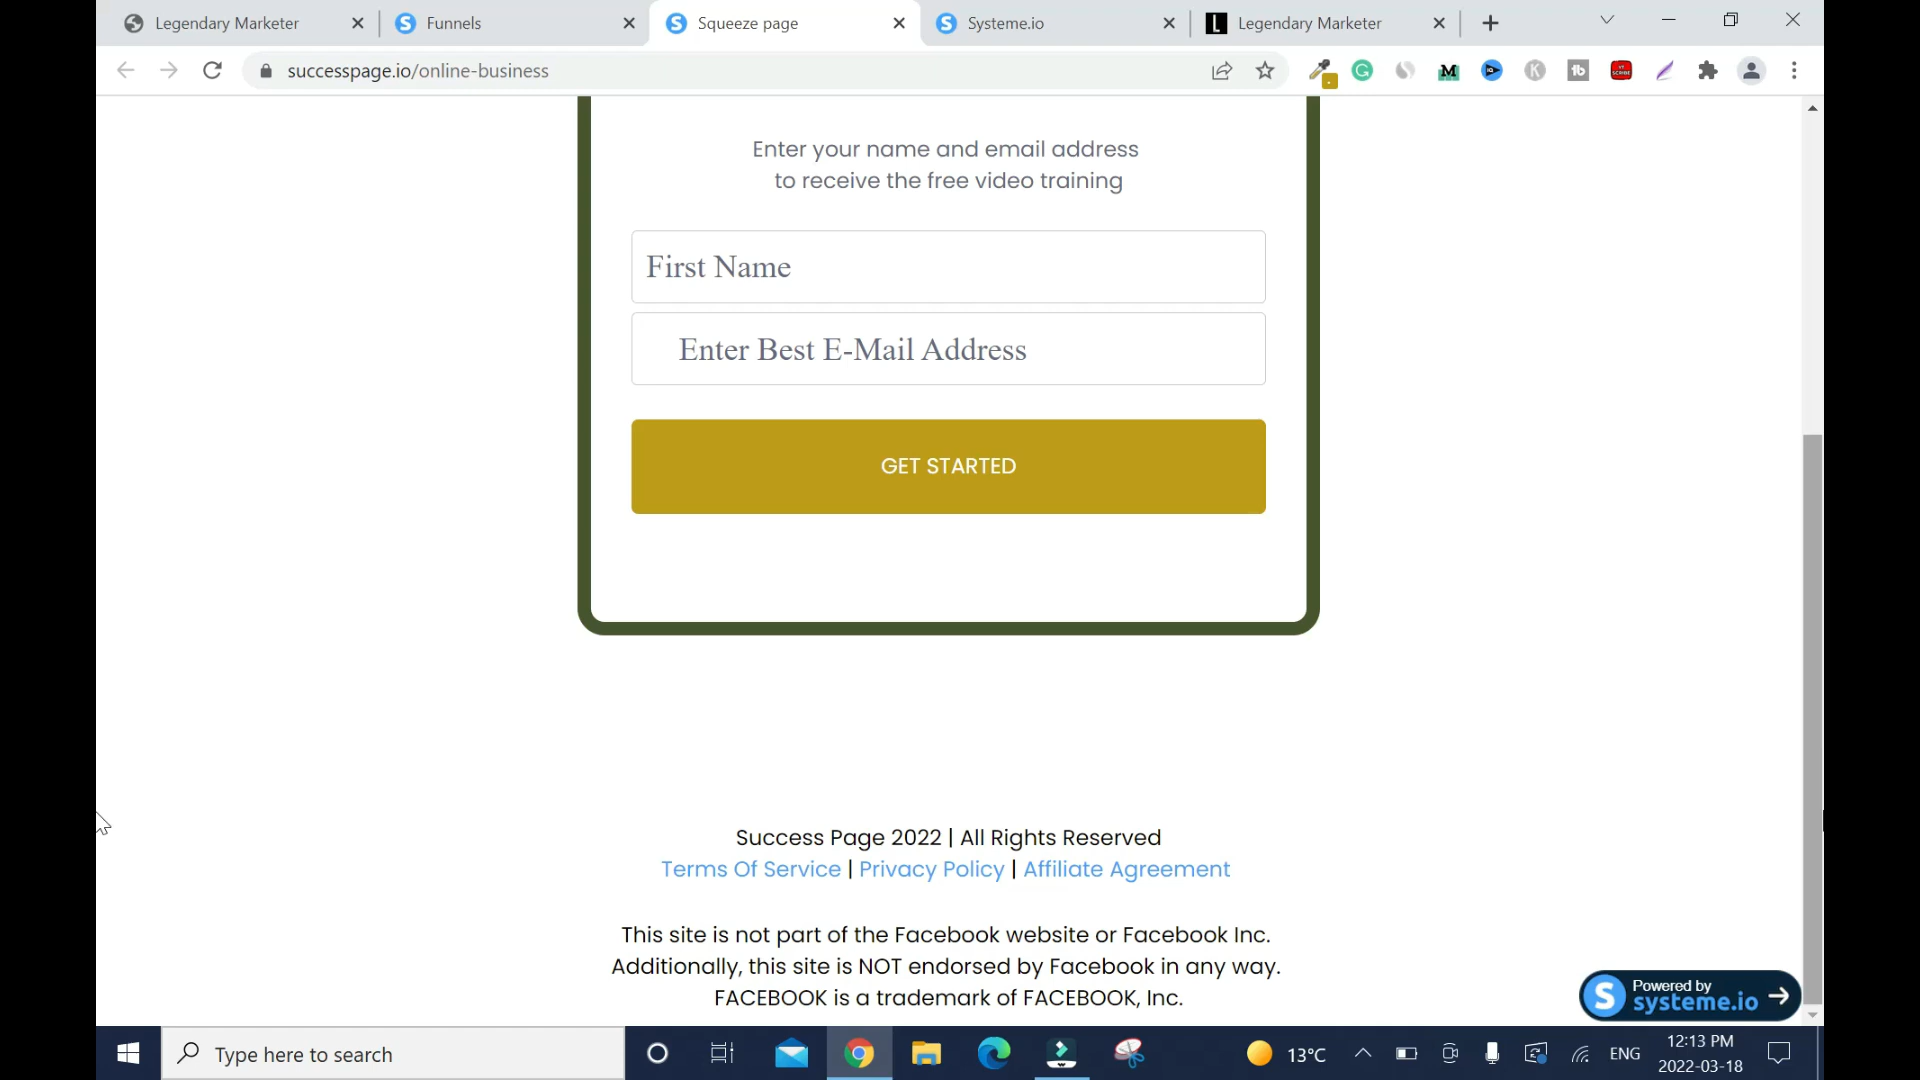 Legendary Marketer
Funnels
Squeeze page
Systeme.io
Legendary Marketer
successpage.io/online-business
Enter your name and email address
to receive the free video training
First Name
Enter Best E-Mail Address
GET STARTED
Success Page 2022 | All Rights Reserved
Terms Of Service | Privacy Policy | Affiliate Agreement
This site is not part of the Facebook website or Facebook Inc.
Additionally, this site is NOT endorsed by Facebook in any way.
FACEBOOK is a trademark of FACEBOOK, Inc.
Powered by
systeme.io
Type here to search
13°C
ENG
12:13 PM
2022-03-18